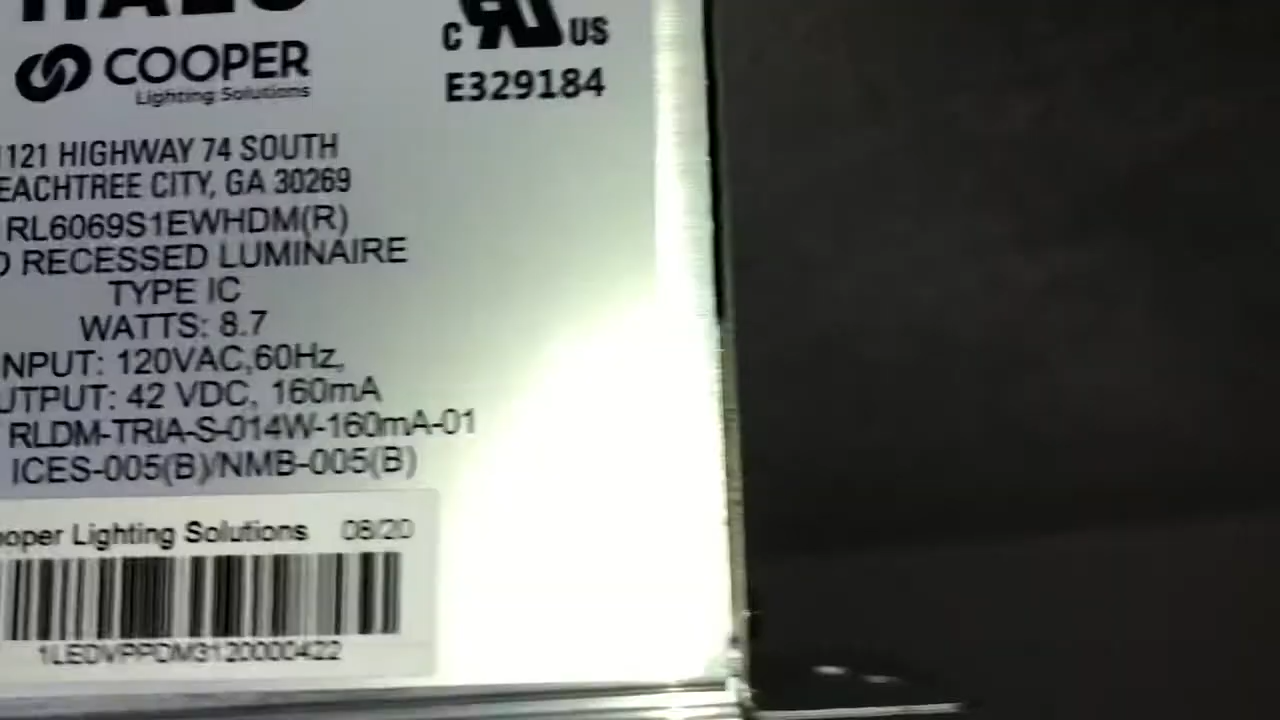 COOPER
Lighting Solutions
C US
E329184
1121 HIGHWAY 74 SOUTH
EACHTREE CITY, GA 30269
RL6069S1EWHDM(R)
D RECESSED LUMINAIRE
TYPE IC
WATTS: 8.7
NPUT: 120VAC,60Hz,
UTPUT: 42 VDC, 160mA
RLDM-TRIA-S-014W-160mA-01
ICES-005(B)/NMB-005(B)
ooper Lighting Solutions 08/20
1LEDVPPDM3120000422